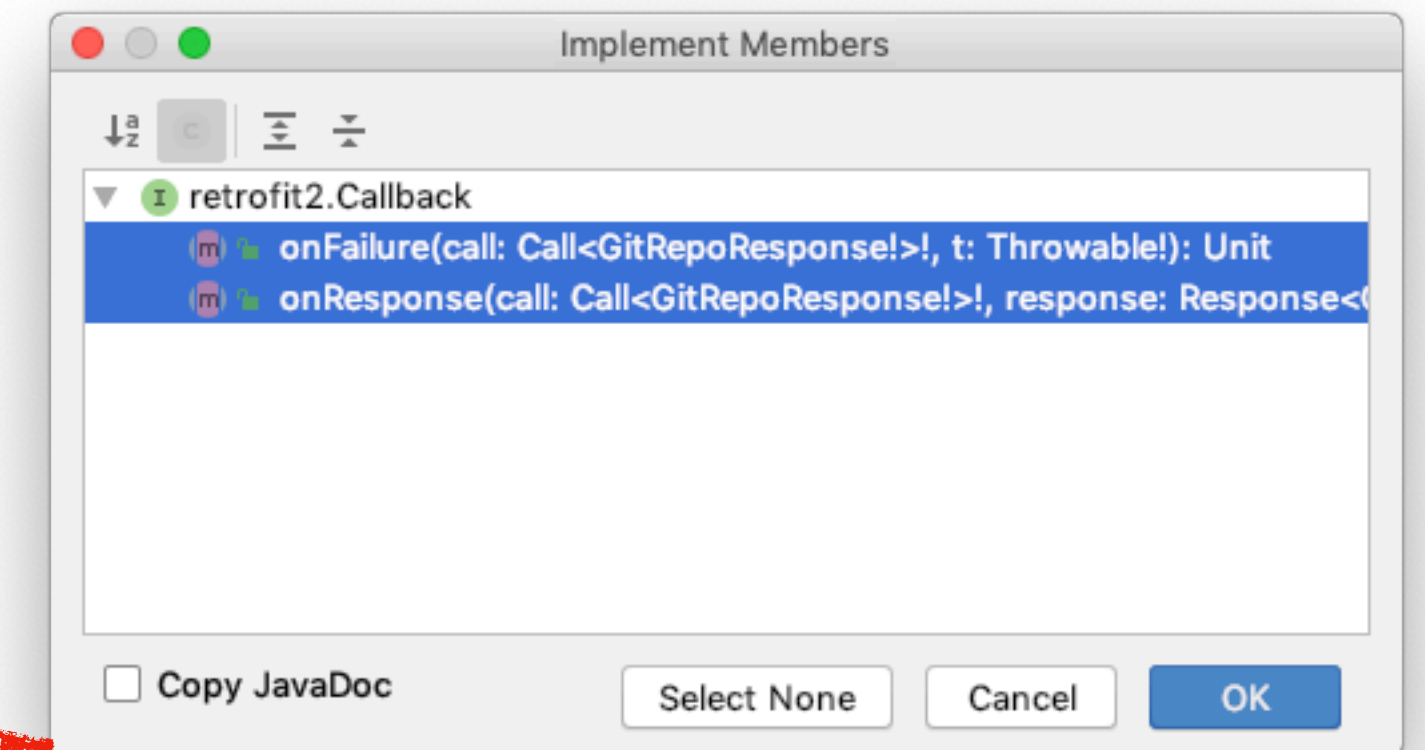 Implement Members
a
z
C
I retrofit2.Callback
m onFailure(call: Call<GitRepoResponse!>!, t: Throwable!): Unit
m onResponse(call: Call<GitRepoResponse!>!, response: Response<
Copy JavaDoc
Select None
Cancel
OK